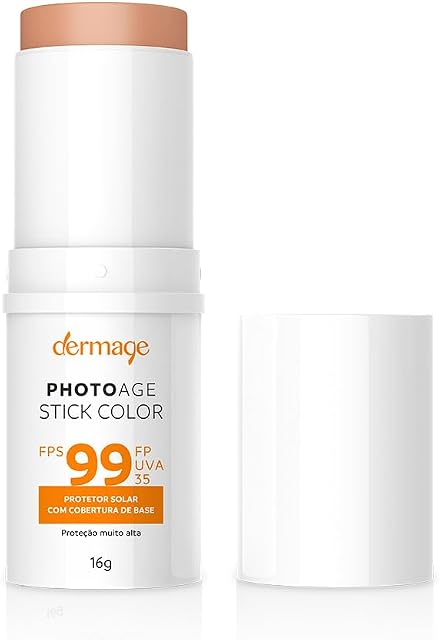 dermage
PHOTOAGE
STICK COLOR
FPS 99 FP UVA 35
PROTETOR SOLAR
COM COBERTURA DE BASE
Proteção muito alta
16g